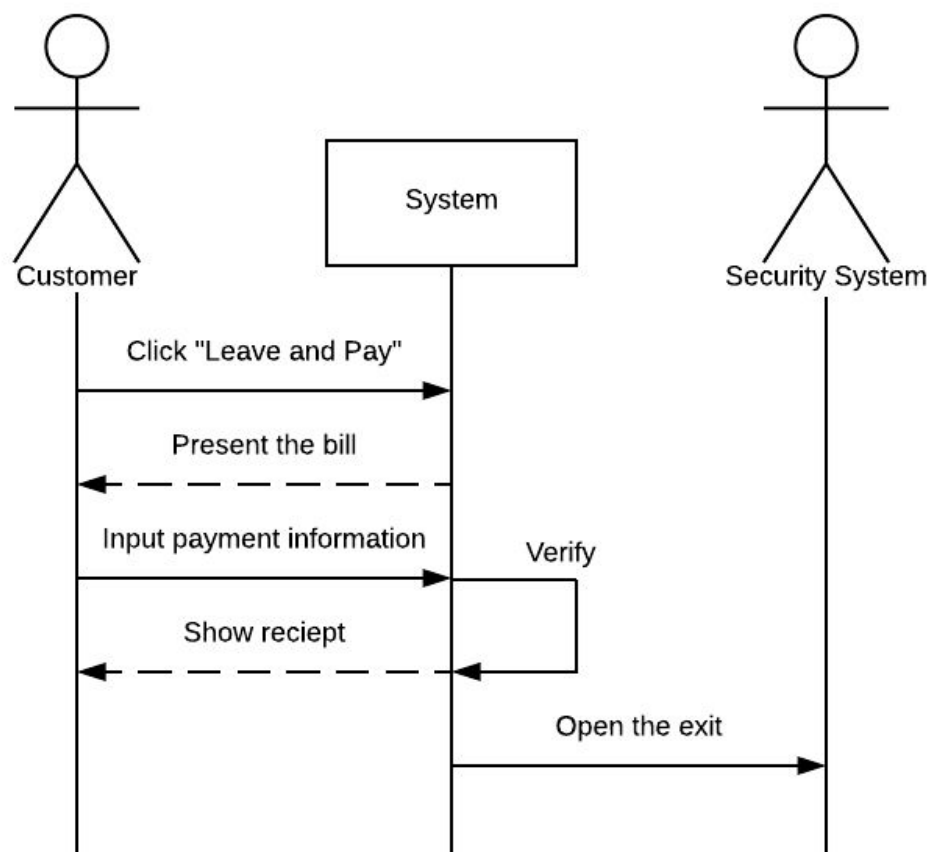 System
Customer
Security System
Click "Leave and Pay"
Present the bill
Input payment information
Verify
Show reciept
Open the exit